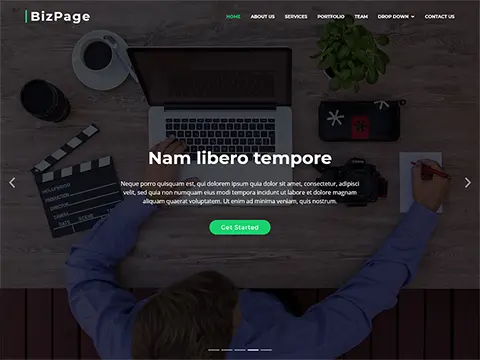 BizPage
HOME ABOUT US SERVICES PORTFOLIO TEAM DROP DOWN CONTACT US
HOLLYWOOD
Nam libero tempore
Neque porro quisquam est, qui dolorem ipsum quia dolor sit amet, consectetur, adipisci
velit, sed quia non numquam eius modi tempora incidunt ut labore et dolore magnam
aliquam quaerat voluptatem. Ut enim ad minima veniam, quis nostrum.
Get Started